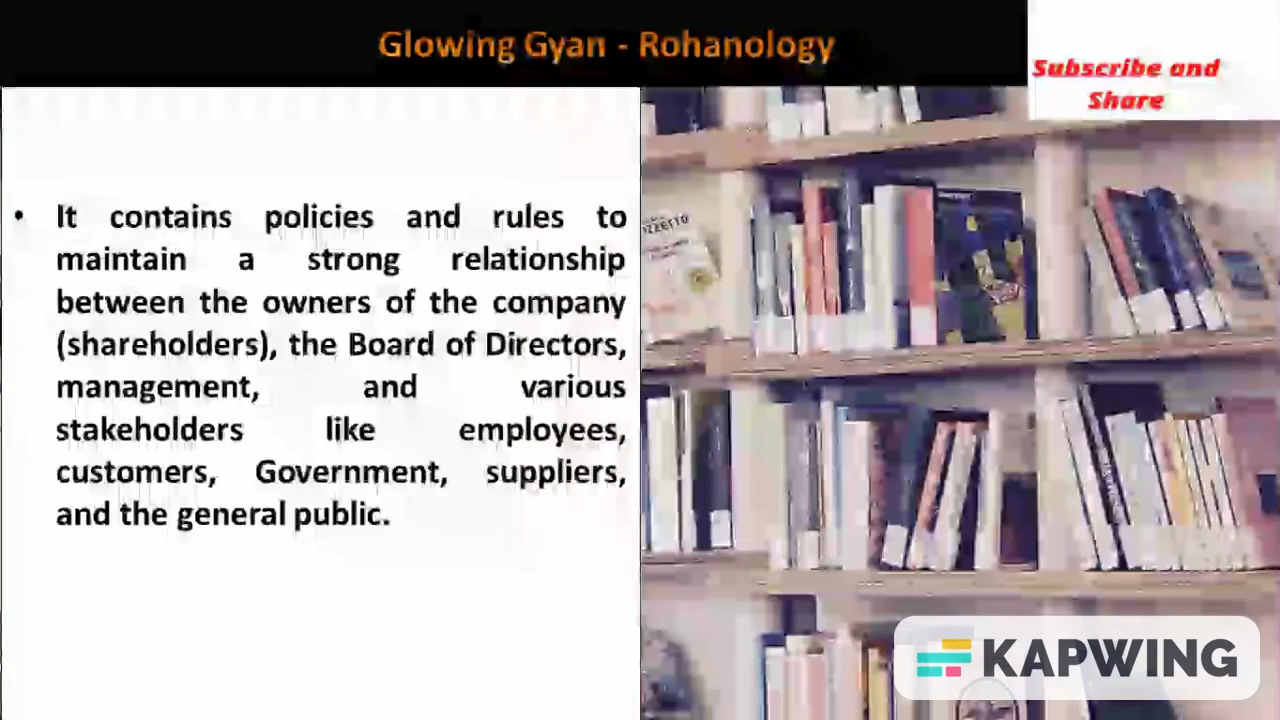 Glowing Gyan - Rohanology
Subscribe and
Share
• It contains policies and rules to
maintain a strong relationship
between the owners of the company
(shareholders), the Board of Directors,
management, and various
stakeholders like employees,
customers, Government, suppliers,
and the general public.
KAPWING